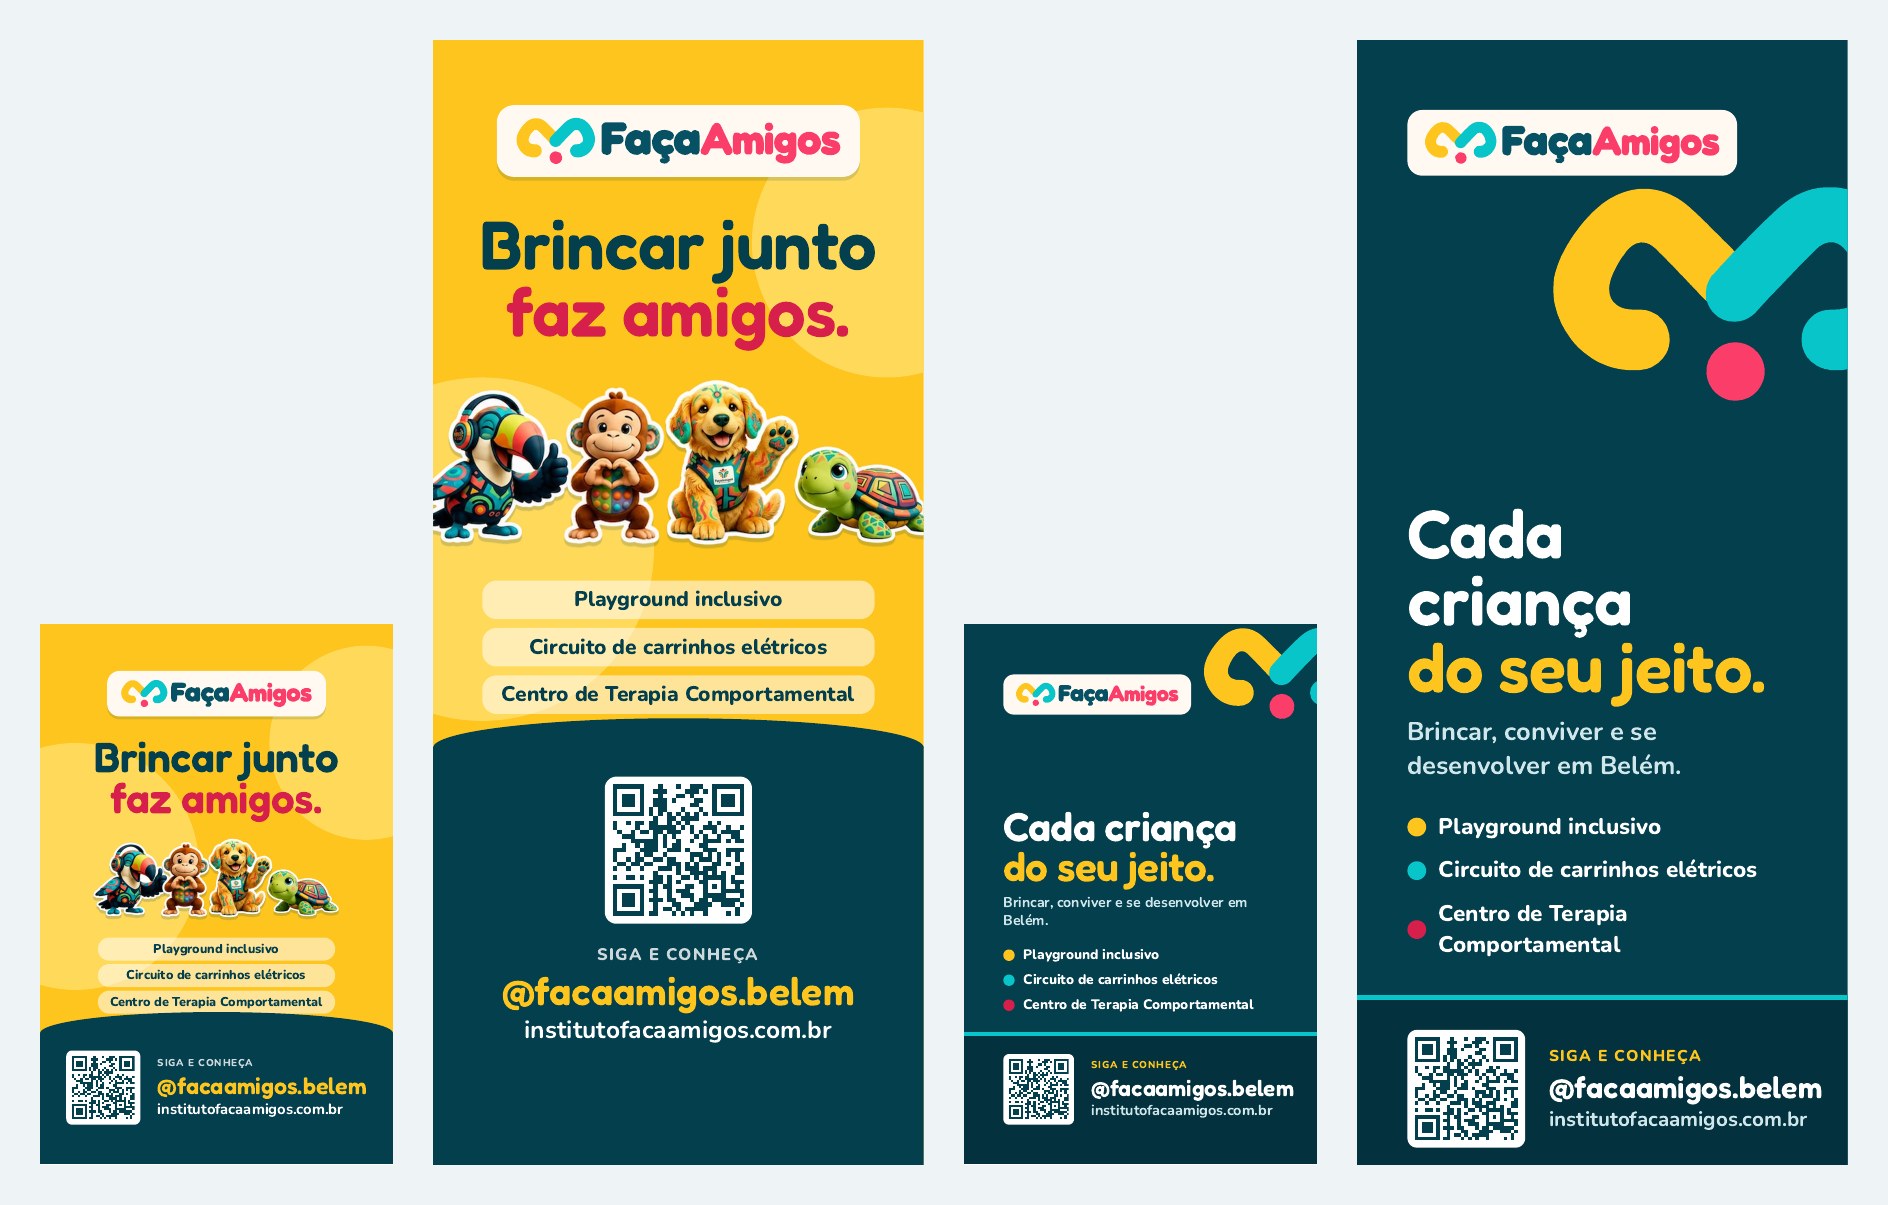 FaçaAmigos
Brincar junto
faz amigos.
Playground inclusivo
Circuito de carrinhos elétricos
Centro de Terapia Comportamental
SIGA E CONHEÇA
@facaamigos.belem
institutofacaamigos.com.br
FaçaAmigos
Brincar junto
faz amigos.
Playground inclusivo
Circuito de carrinhos elétricos
Centro de Terapia Comportamental
SIGA E CONHEÇA
@facaamigos.belem
institutofacaamigos.com.br
FaçaAmigos
Cada criança
do seu jeito.
Brincar, conviver e se desenvolver em
Belém.
Playground inclusivo
Circuito de carrinhos elétricos
Centro de Terapia Comportamental
SIGA E CONHEÇA
@facaamigos.belem
institutofacaamigos.com.br
FaçaAmigos
Cada
criança
do seu jeito.
Brincar, conviver e se
desenvolver em Belém.
Playground inclusivo
Circuito de carrinhos elétricos
Centro de Terapia
Comportamental
SIGA E CONHEÇA
@facaamigos.belem
institutofacaamigos.com.br